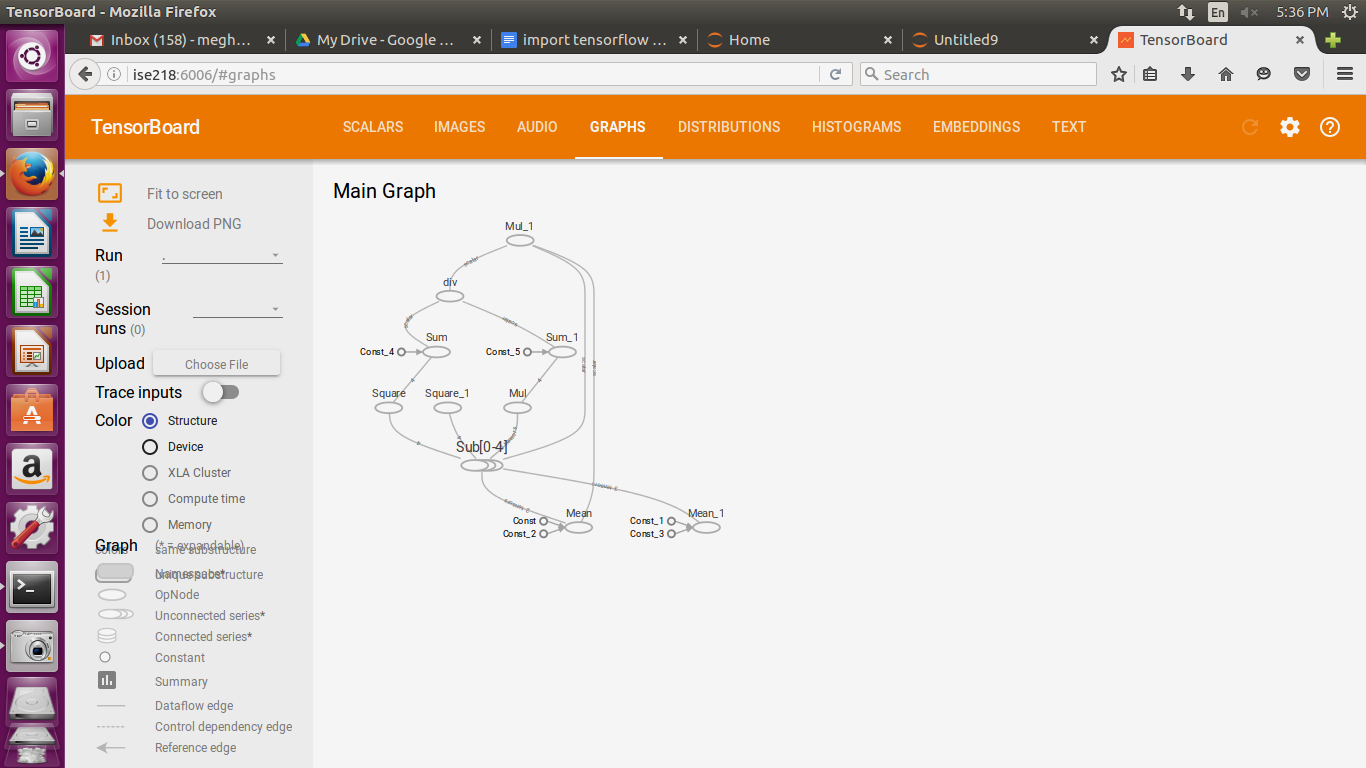 TensorBoard - Mozilla Firefox
En
5:36 PM
Inbox (158) - megh...
My Drive - Google ...
import tensorflow ...
Home
Untitled9
TensorBoard
ise218:6006/#graphs
Search
TensorBoard
SCALARS
IMAGES
AUDIO
GRAPHS
DISTRIBUTIONS
HISTOGRAMS
EMBEDDINGS
TEXT
Fit to screen
Download PNG
Run
(1)
.
Session
runs (0)
Upload
Choose File
Trace inputs
Color
Structure
Device
XLA Cluster
Compute time
Memory
Graph
(* = expandable)
colors
same substructure
Namespace*
unique substructure
OpNode
Unconnected series*
Connected series*
Constant
Summary
Dataflow edge
Control dependency edge
Reference edge
Main Graph
Mul_1
div
Sum
Sum_1
Const_4
Const_5
Square
Square_1
Mul
Sub[0-4]
Mean
Mean_1
Const
Const_1
Const_2
Const_3